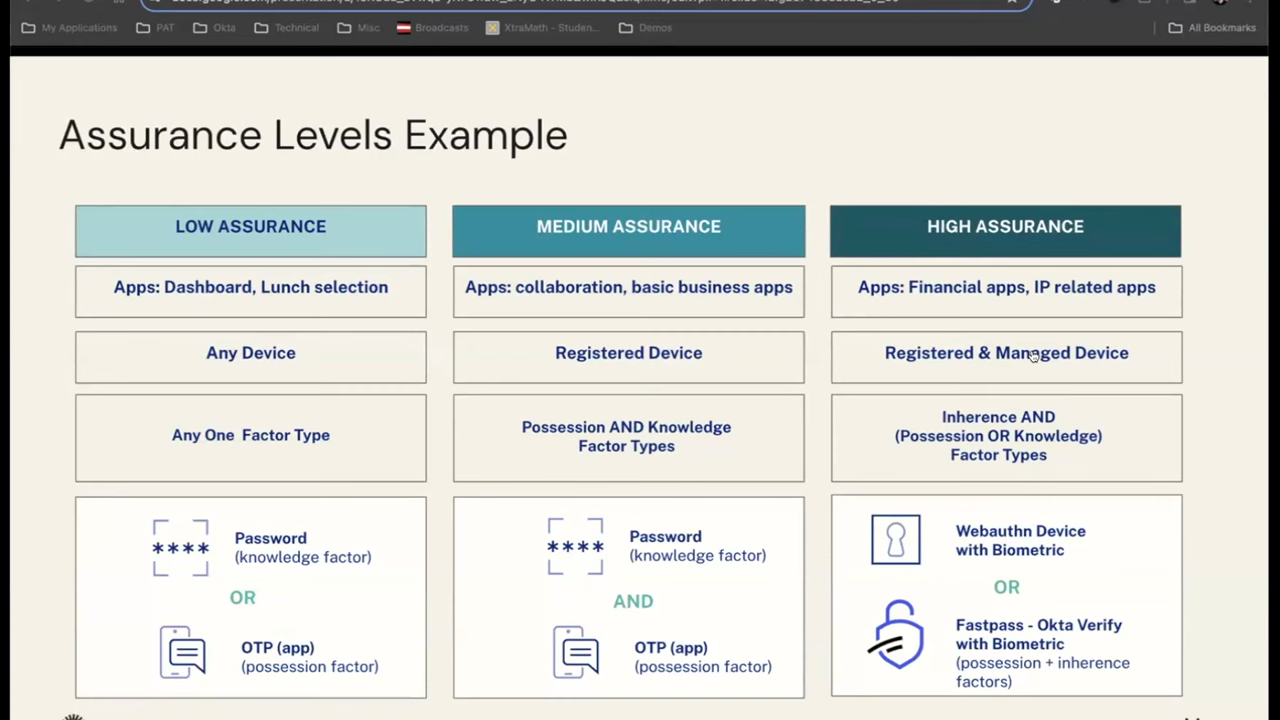 My Applications
PAT
Okta
Technical
Misc
Broadcasts
XtraMath - Studen...
Demos
All Bookmarks
Assurance Levels Example
LOW ASSURANCE
Apps: Dashboard, Lunch selection
Any Device
Any One Factor Type
Password
(knowledge factor)
OR
OTP (app)
(possession factor)
MEDIUM ASSURANCE
Apps: collaboration, basic business apps
Registered Device
Possession AND Knowledge
Factor Types
Password
(knowledge factor)
AND
OTP (app)
(possession factor)
HIGH ASSURANCE
Apps: Financial apps, IP related apps
Registered & Managed Device
Inherence AND
(Possession OR Knowledge)
Factor Types
Webauthn Device
with Biometric
OR
Fastpass - Okta Verify
with Biometric
(possession + inherence
factors)